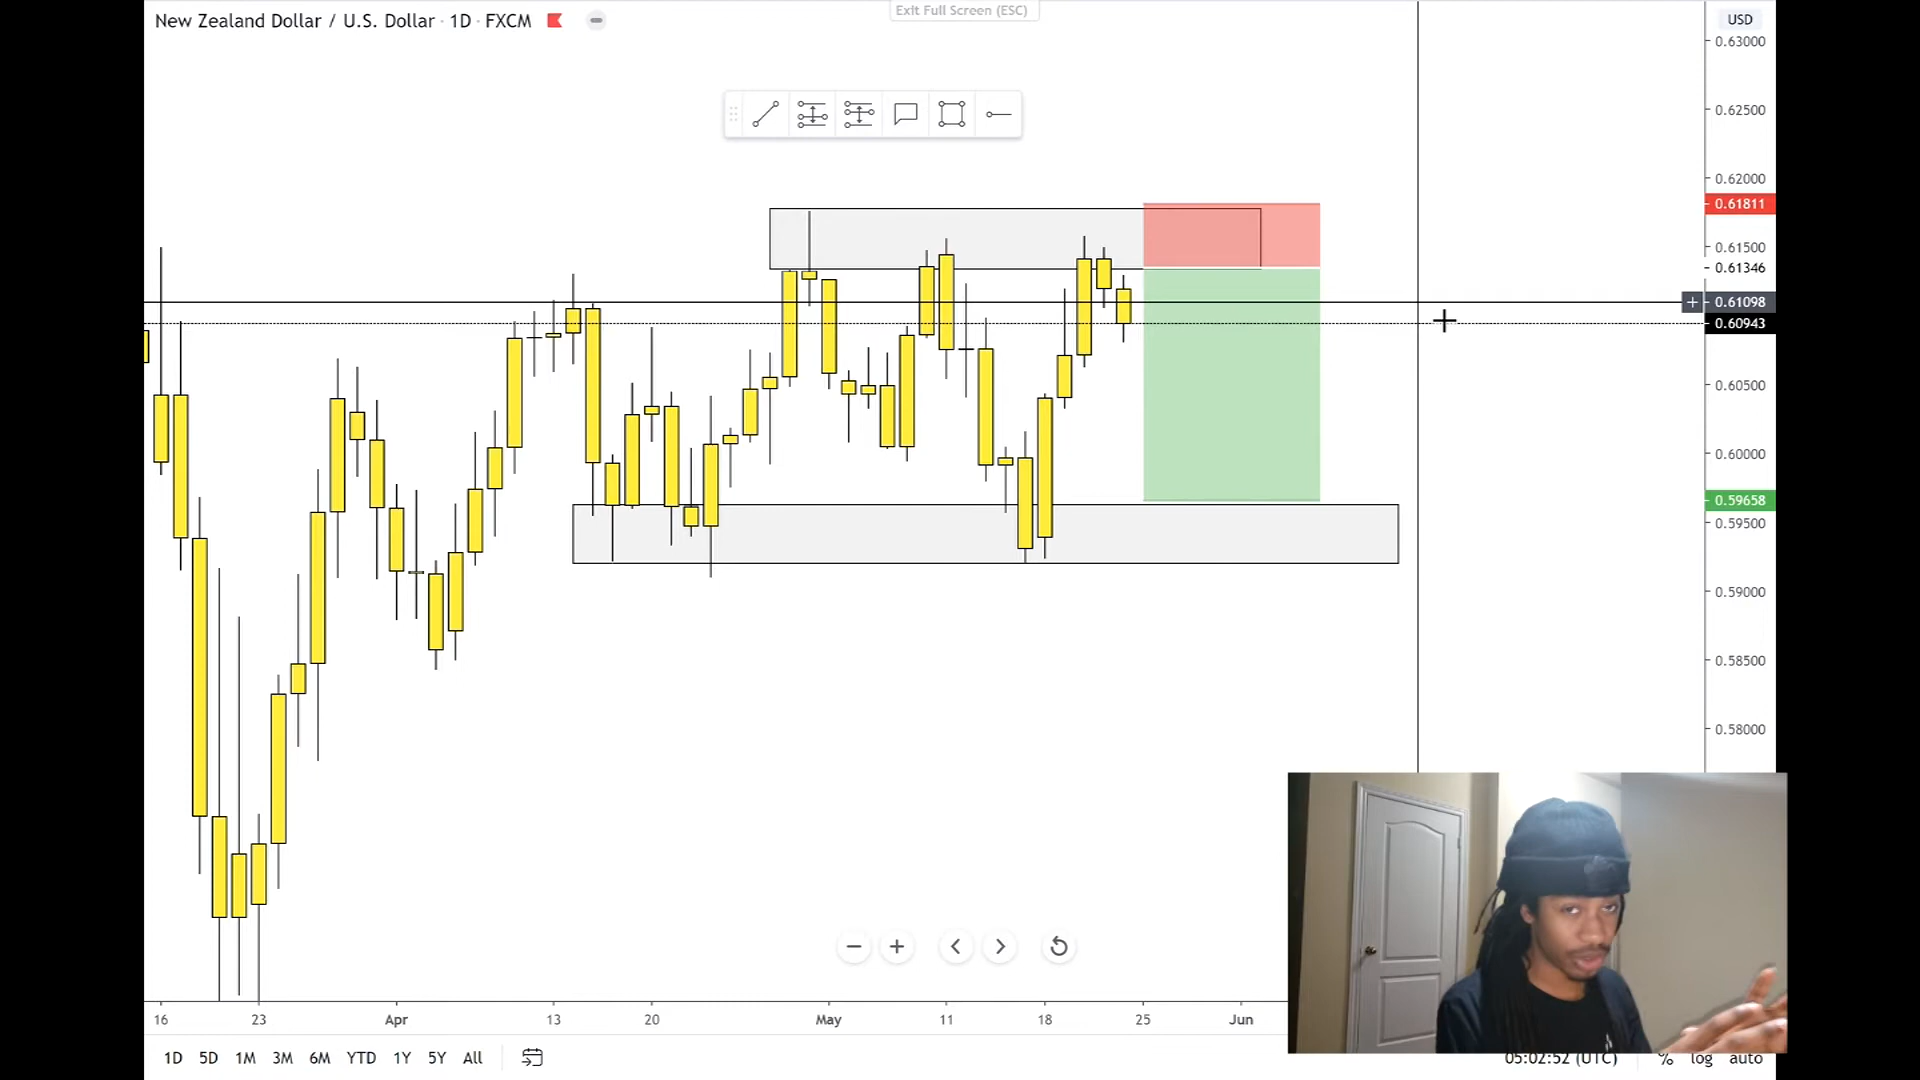 Exit Full Screen (ESC)
New Zealand Dollar / U.S. Dollar · 1D · FXCM
USD
0.63000
0.62500
0.62000
0.61811
0.61500
0.61346
0.61098
0.60943
0.60500
0.60000
0.59658
0.59500
0.59000
0.58500
0.58000
16 23 Apr 13 20 May 11 18 25 Jun
1D 5D 1M 3M 6M YTD 1Y 5Y All
05:02:52 (UTC) % log auto